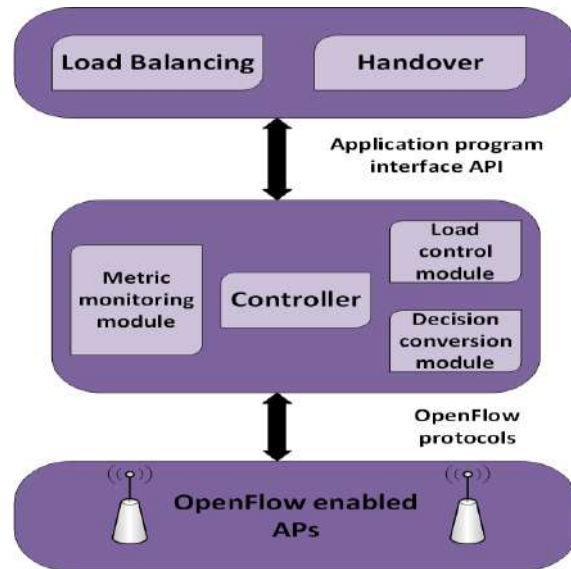 Load Balancing
Handover
Application program
interface API
Metric
monitoring
module
Controller
Load
control
module
Decision
conversion
module
OpenFlow
protocols
OpenFlow enabled
APs